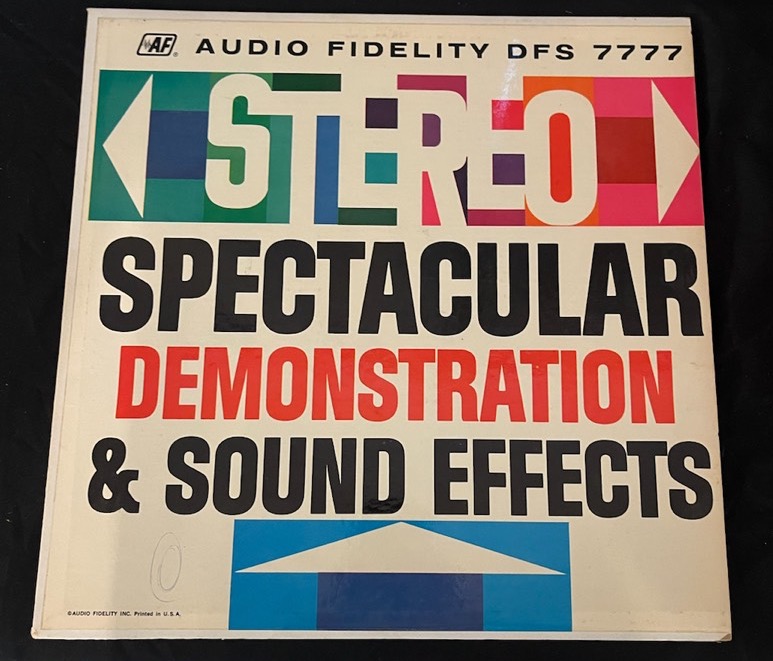 AF® AUDIO FIDELITY DFS 7777
STEREO
SPECTACULAR
DEMONSTRATION
& SOUND EFFECTS
©AUDIO FIDELITY INC. Printed in U.S.A.